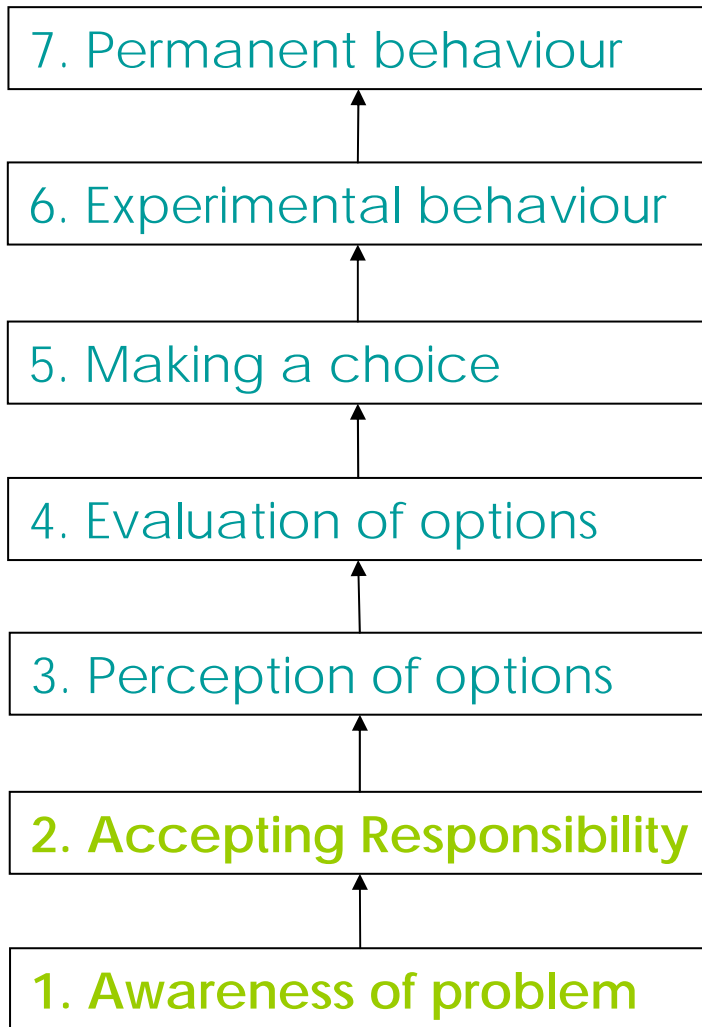 7. Permanent behaviour
6. Experimental behaviour
5. Making a choice
4. Evaluation of options
3. Perception of options
2. Accepting Responsibility
1. Awareness of problem